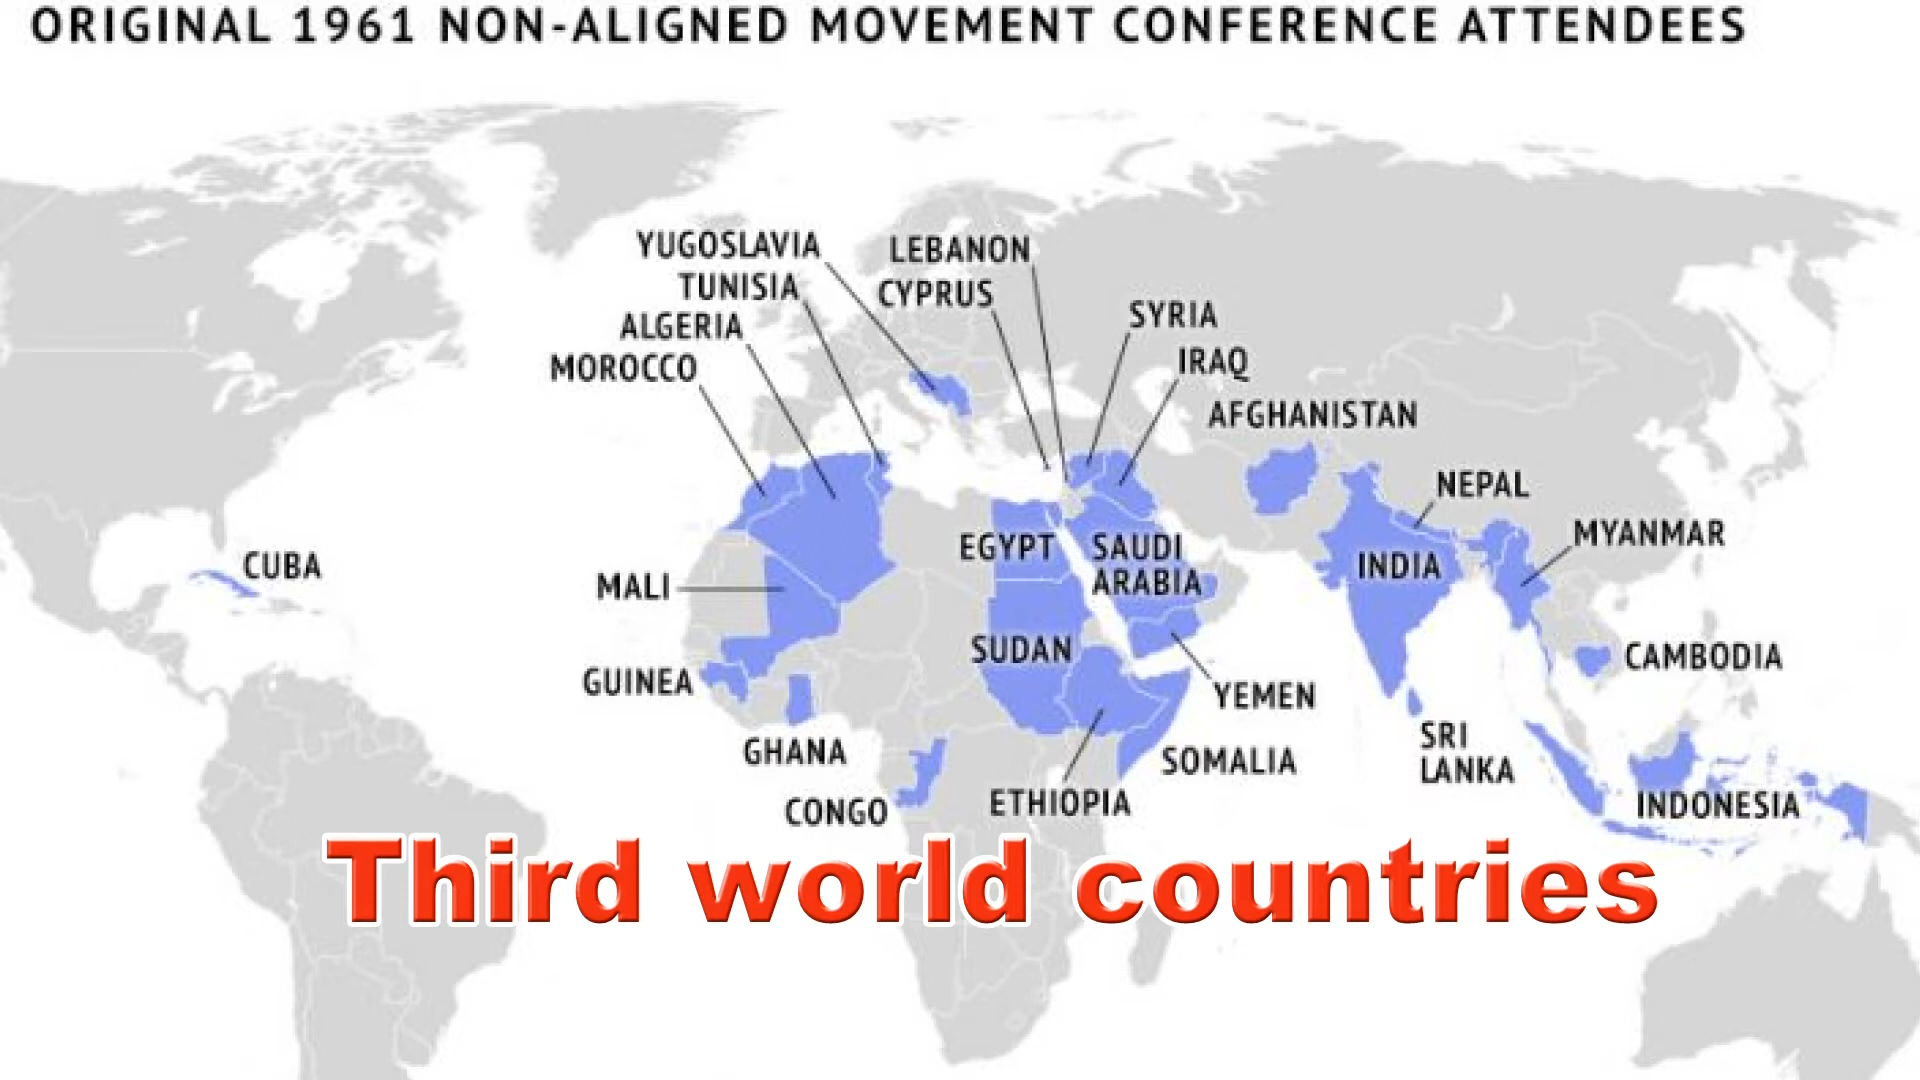 ORIGINAL 1961 NON-ALIGNED MOVEMENT CONFERENCE ATTENDEES
YUGOSLAVIA
LEBANON
TUNISIA
CYPRUS
ALGERIA
SYRIA
MOROCCO
IRAQ
AFGHANISTAN
NEPAL
MYANMAR
CUBA
EGYPT
SAUDI
ARABIA
INDIA
MALI
SUDAN
CAMBODIA
GUINEA
YEMEN
GHANA
SOMALIA
SRI
LANKA
CONGO
ETHIOPIA
INDONESIA
Third world countries